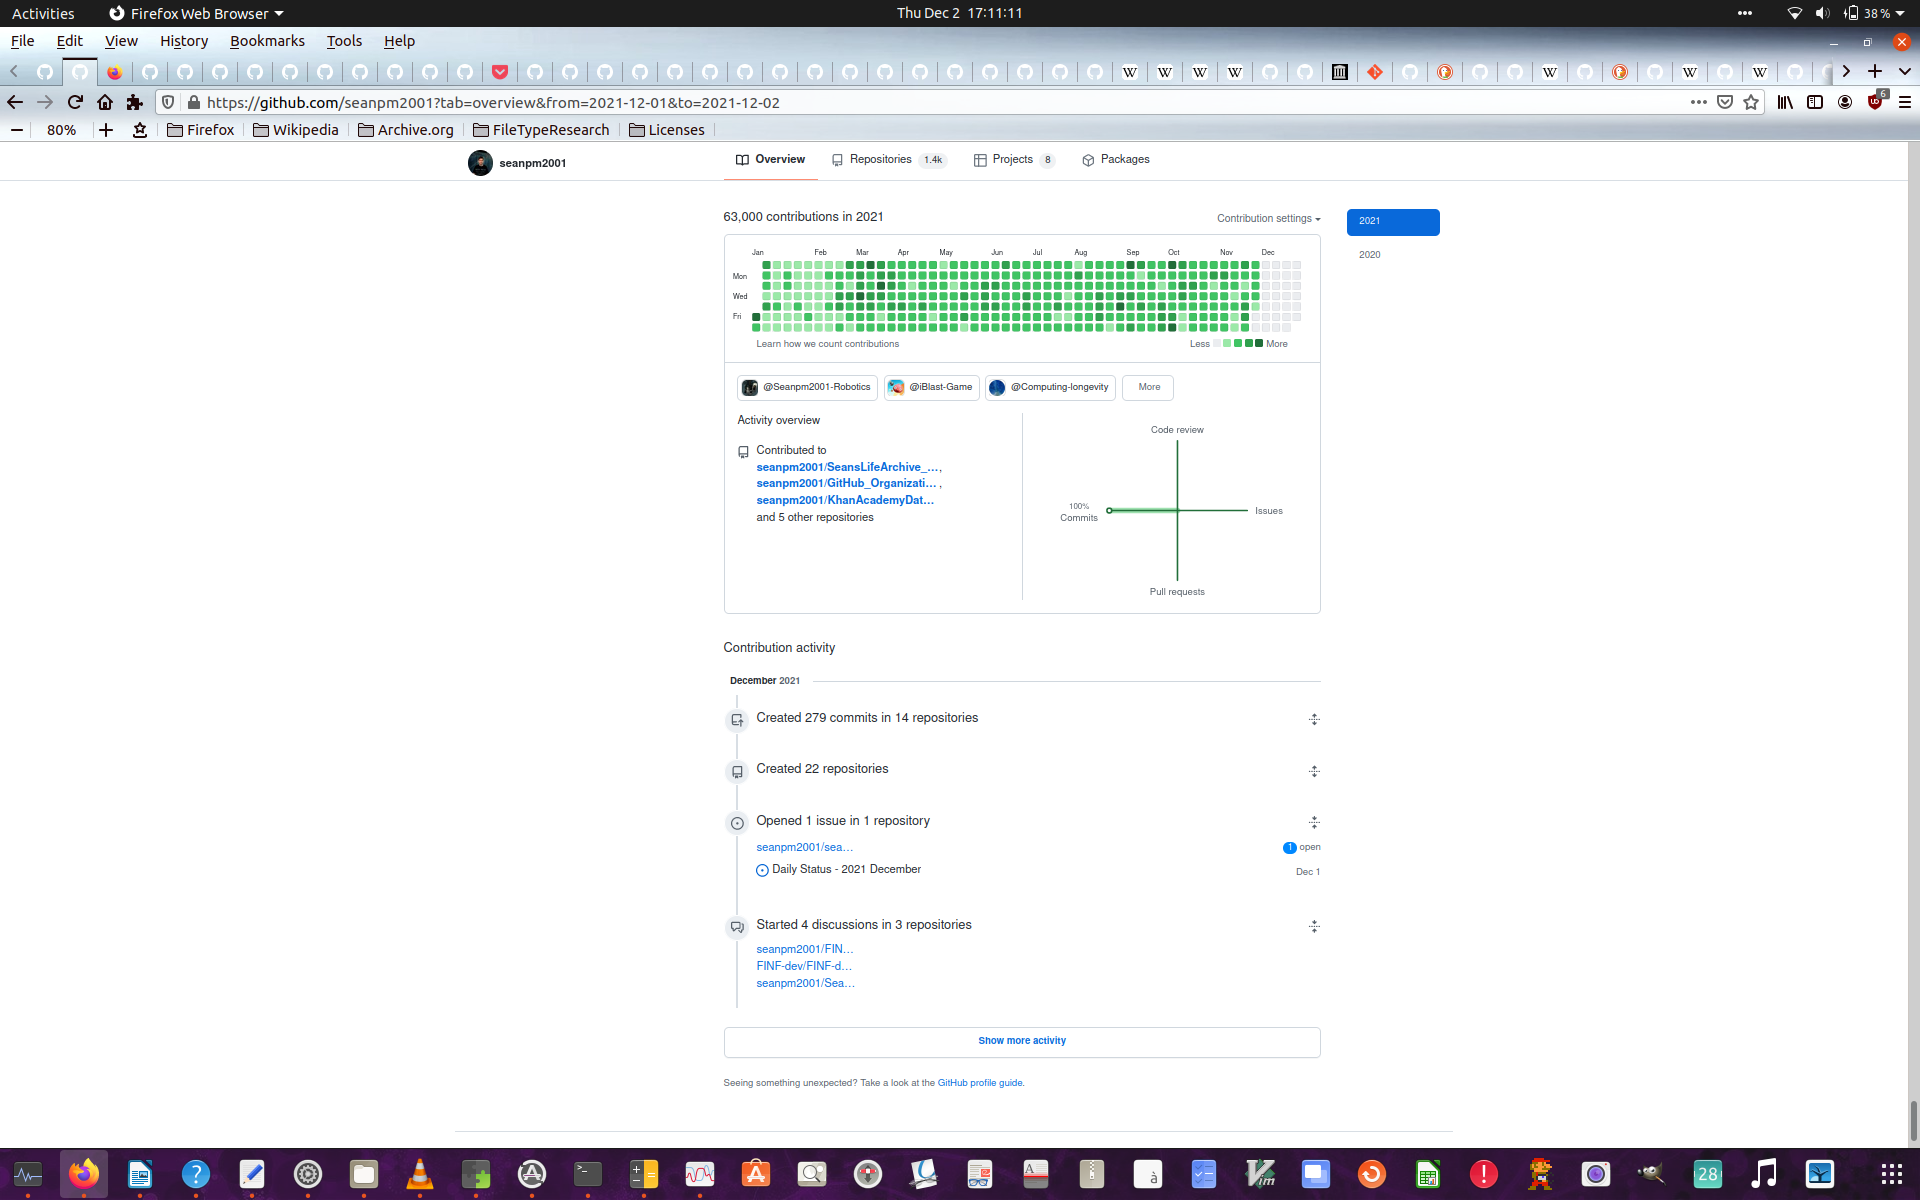 Activities Firefox Web Browser Thu Dec 2 17:11:11 38 %
File Edit View History Bookmarks Tools Help
https://github.com/seanpm2001?tab=overview&from=2021-12-01&to=2021-12-02 6
80% Firefox Wikipedia Archive.org FileTypeResearch Licenses
seanpm2001 Overview Repositories 1.4k Projects 8 Packages
63,000 contributions in 2021 Contribution settings 2021
2020
Jan Feb Mar Apr May Jun Jul Aug Sep Oct Nov Dec
Mon
Wed
Fri
Learn how we count contributions Less More
@Seanpm2001-Robotics @iBlast-Game @Computing-longevity More
Activity overview
Code review
Contributed to
seanpm2001/SeansLifeArchive_…,
seanpm2001/GitHub_Organizati… ,
seanpm2001/KhanAcademyDat…
and 5 other repositories
100%
Commits
Issues
Pull requests
Contribution activity
December 2021
Created 279 commits in 14 repositories
Created 22 repositories
Opened 1 issue in 1 repository
seanpm2001/sea… 1 open
Daily Status - 2021 December Dec 1
Started 4 discussions in 3 repositories
seanpm2001/FIN…
FINF-dev/FINF-d…
seanpm2001/Sea…
Show more activity
Seeing something unexpected? Take a look at the GitHub profile guide.
28